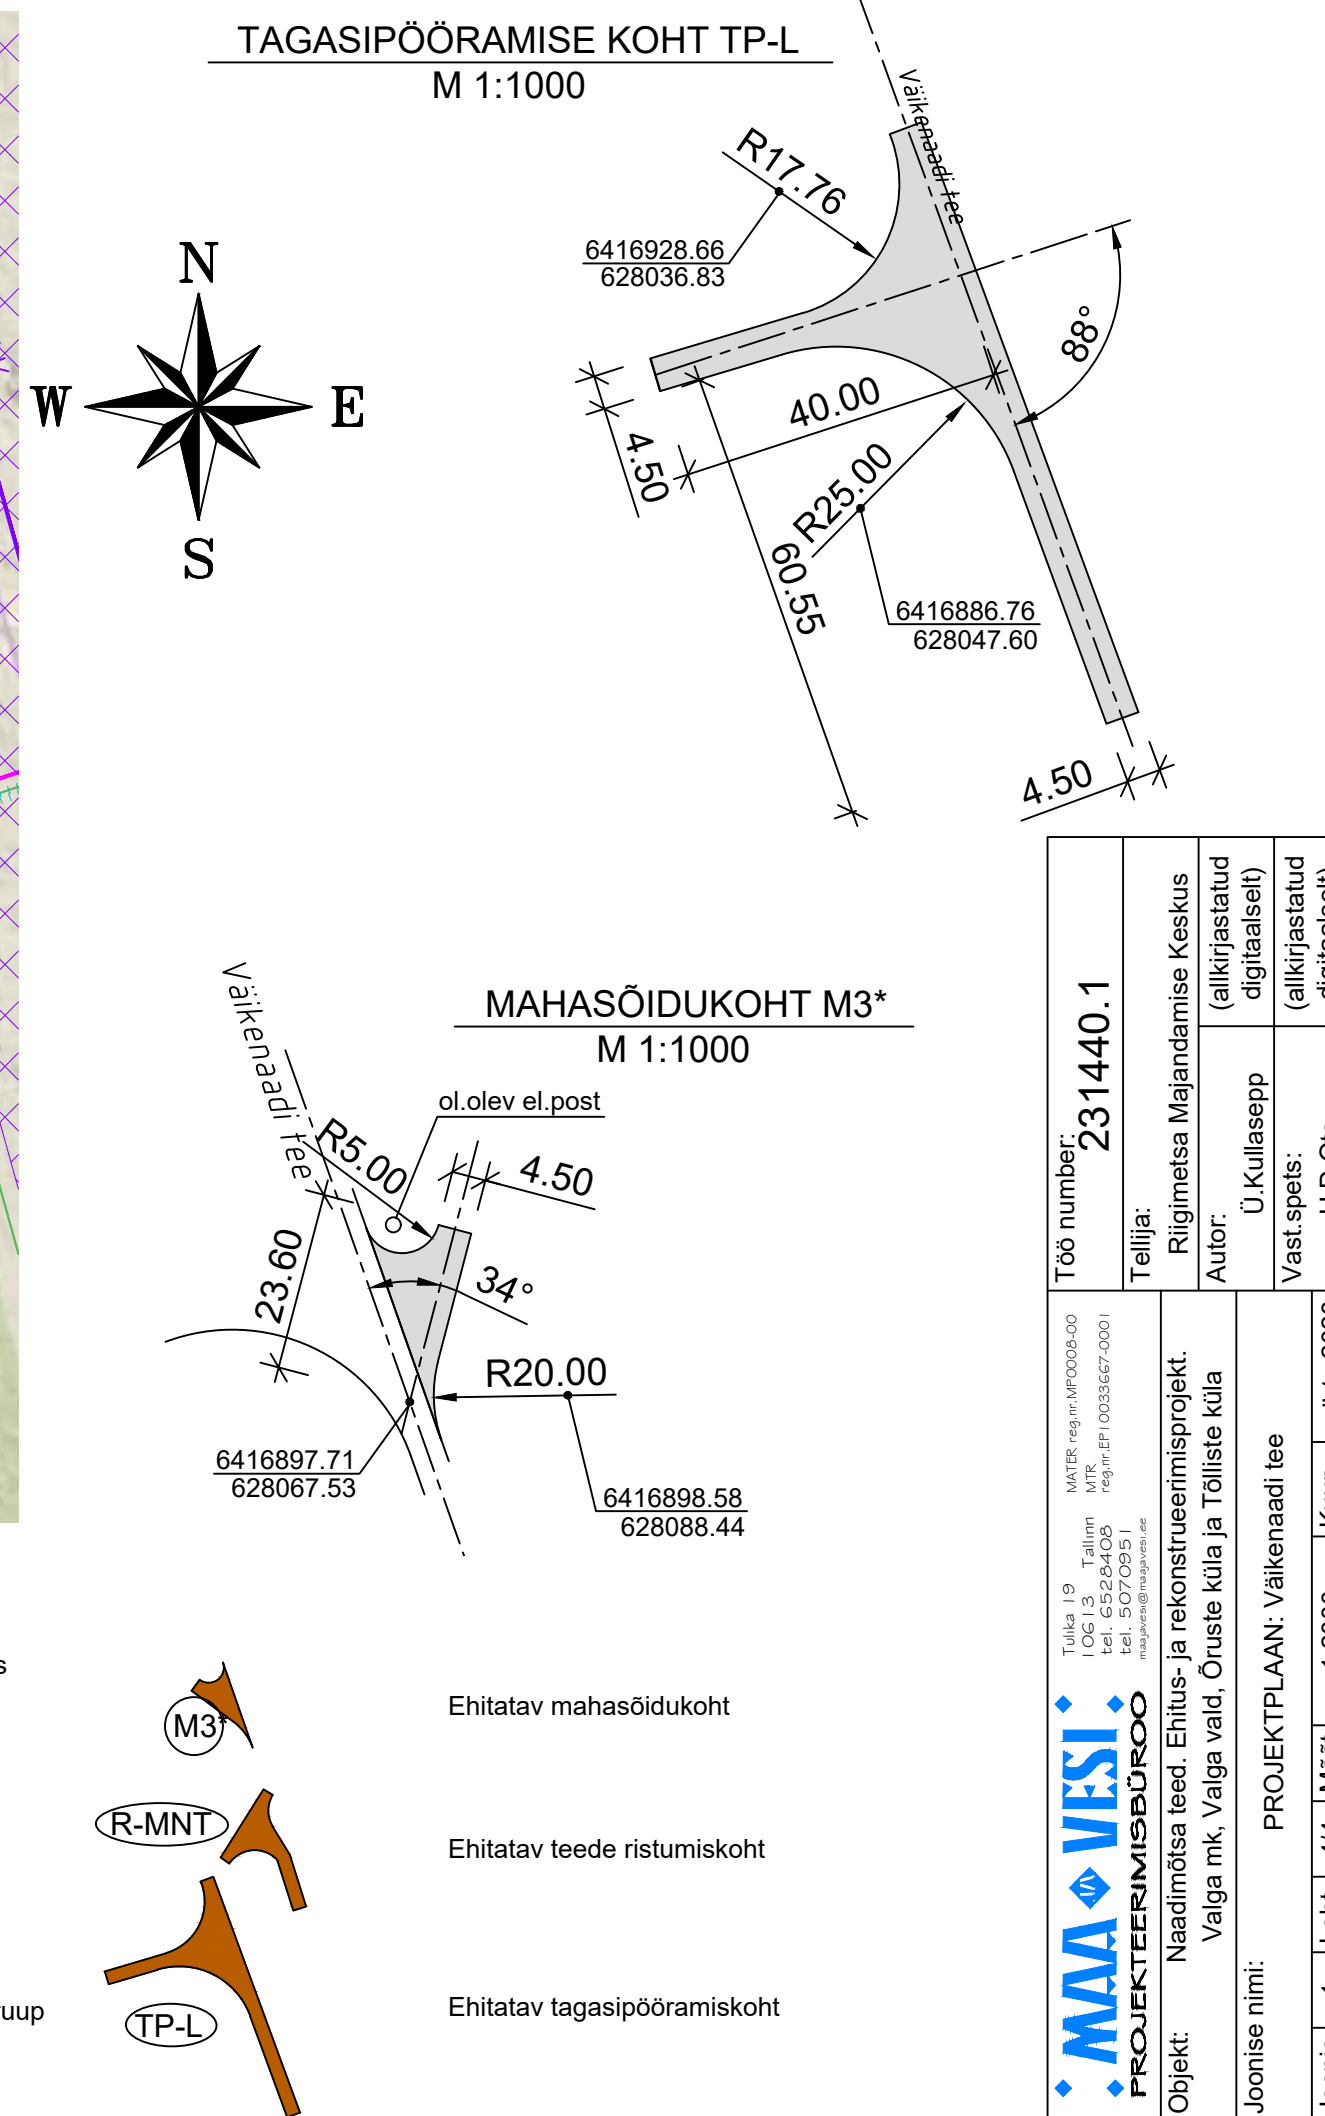 TAGASIPÖÖRAMISE KOHT TP-L
M 1:1000
Väikenaadi tee
R17.76
6416928.66
628036.83
88°
40.00
4.50
R25.00
60.55
6416886.76
628047.60
4.50
N
W
E
S
MAHASÕIDUKOHT M3*
M 1:1000
Väikenaadi tee
ol.olev el.post
R5.00
4.50
23.60
34°
R20.00
6416897.71
628067.53
6416898.58
628088.44
s
M3*
Ehitatav mahasõidukoht
R-MNT
Ehitatav teede ristumiskoht
TP-L
Ehitatav tagasipööramiskoht
ruup
Töö number:
231440.1
Tellija:
Riigimetsa Majandamise Keskus
Autor:
Ü.Kullasepp
(allkirjastatud
digitaalselt)
Vast.spets:
(allkirjastatud
digitaalselt)
MAA VESI
PROJEKTEERIMISBÜROO
Tulika 19
10613 Tallinn
tel. 6528408
tel. 5070951
maajavesi@maajavesi.ee
MATER reg.nr.MP0008-00
MTR
reg.nr.EP10033667-0001
Objekt:
Naadimõtsa teed. Ehitus- ja rekonstrueerimisprojekt.
Valga mk, Valga vald, Õruste küla ja Tõlliste küla
Joonise nimi:
PROJEKTPLAAN: Väikenaadi tee